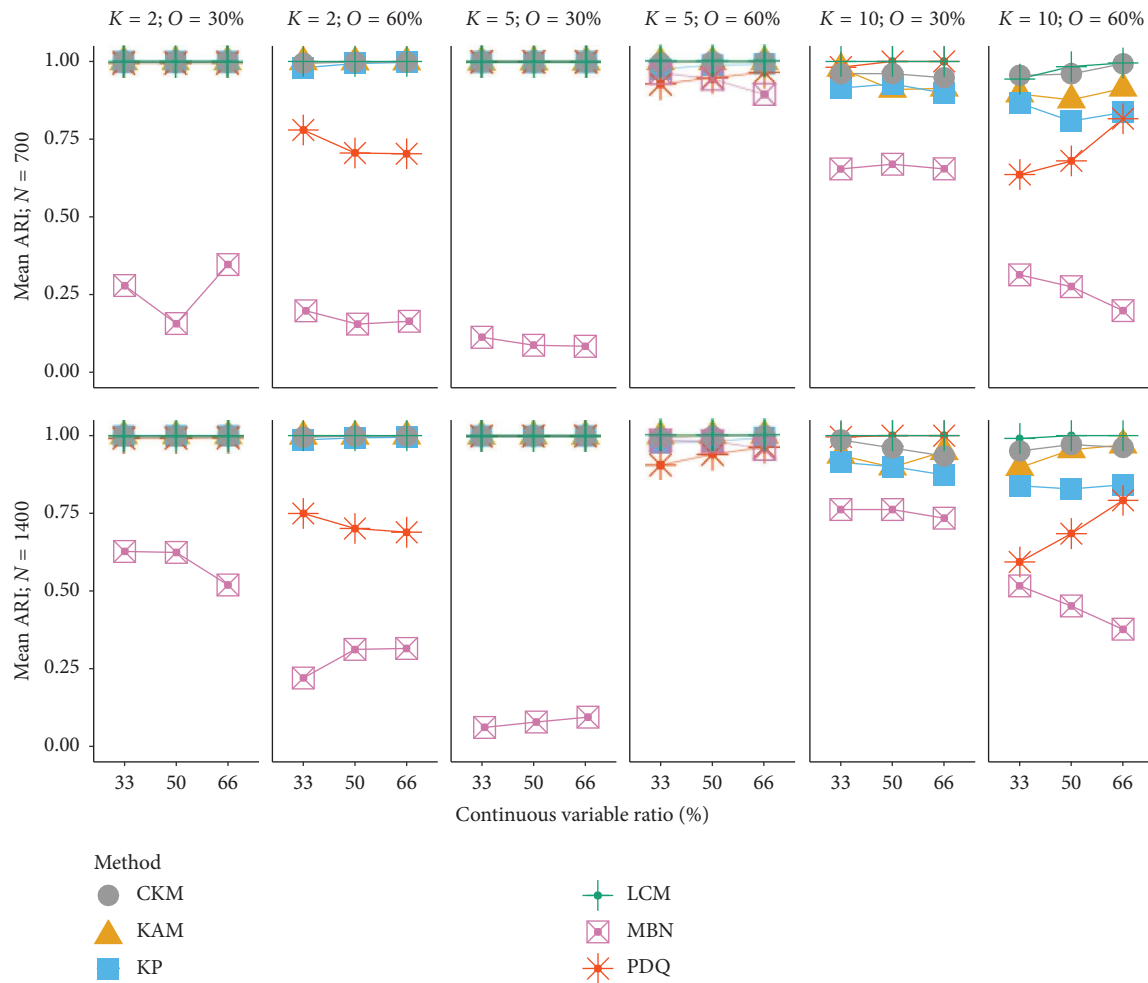 K = 2; O = 30% K = 2; O = 60% K = 5; O = 30% K = 5; O = 60% K = 10; O = 30% K = 10; O = 60%
Mean ARI; N = 700
1.00
0.75
0.50
0.25
0.00
Mean ARI; N = 1400
1.00
0.75
0.50
0.25
0.00
33 50 66 33 50 66 33 50 66 33 50 66 33 50 66 33 50 66
Continuous variable ratio (%)
Method
CKM
KAM
KP
LCM
MBN
PDQ